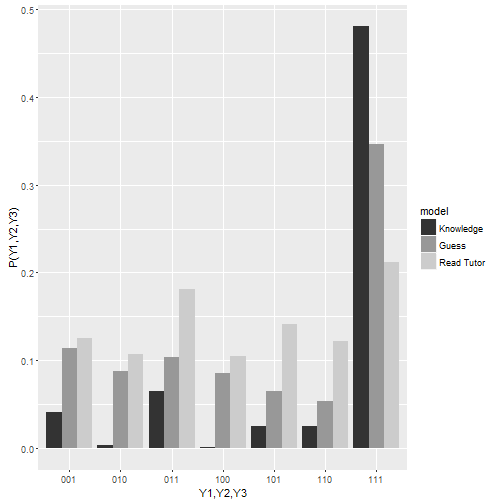 0.5
0.4
0.3
0.2
0.1
0.0
P(Y1,Y2,Y3)
001 010 011 100 101 110 111
Y1,Y2,Y3
model
Knowledge
Guess
Read Tutor